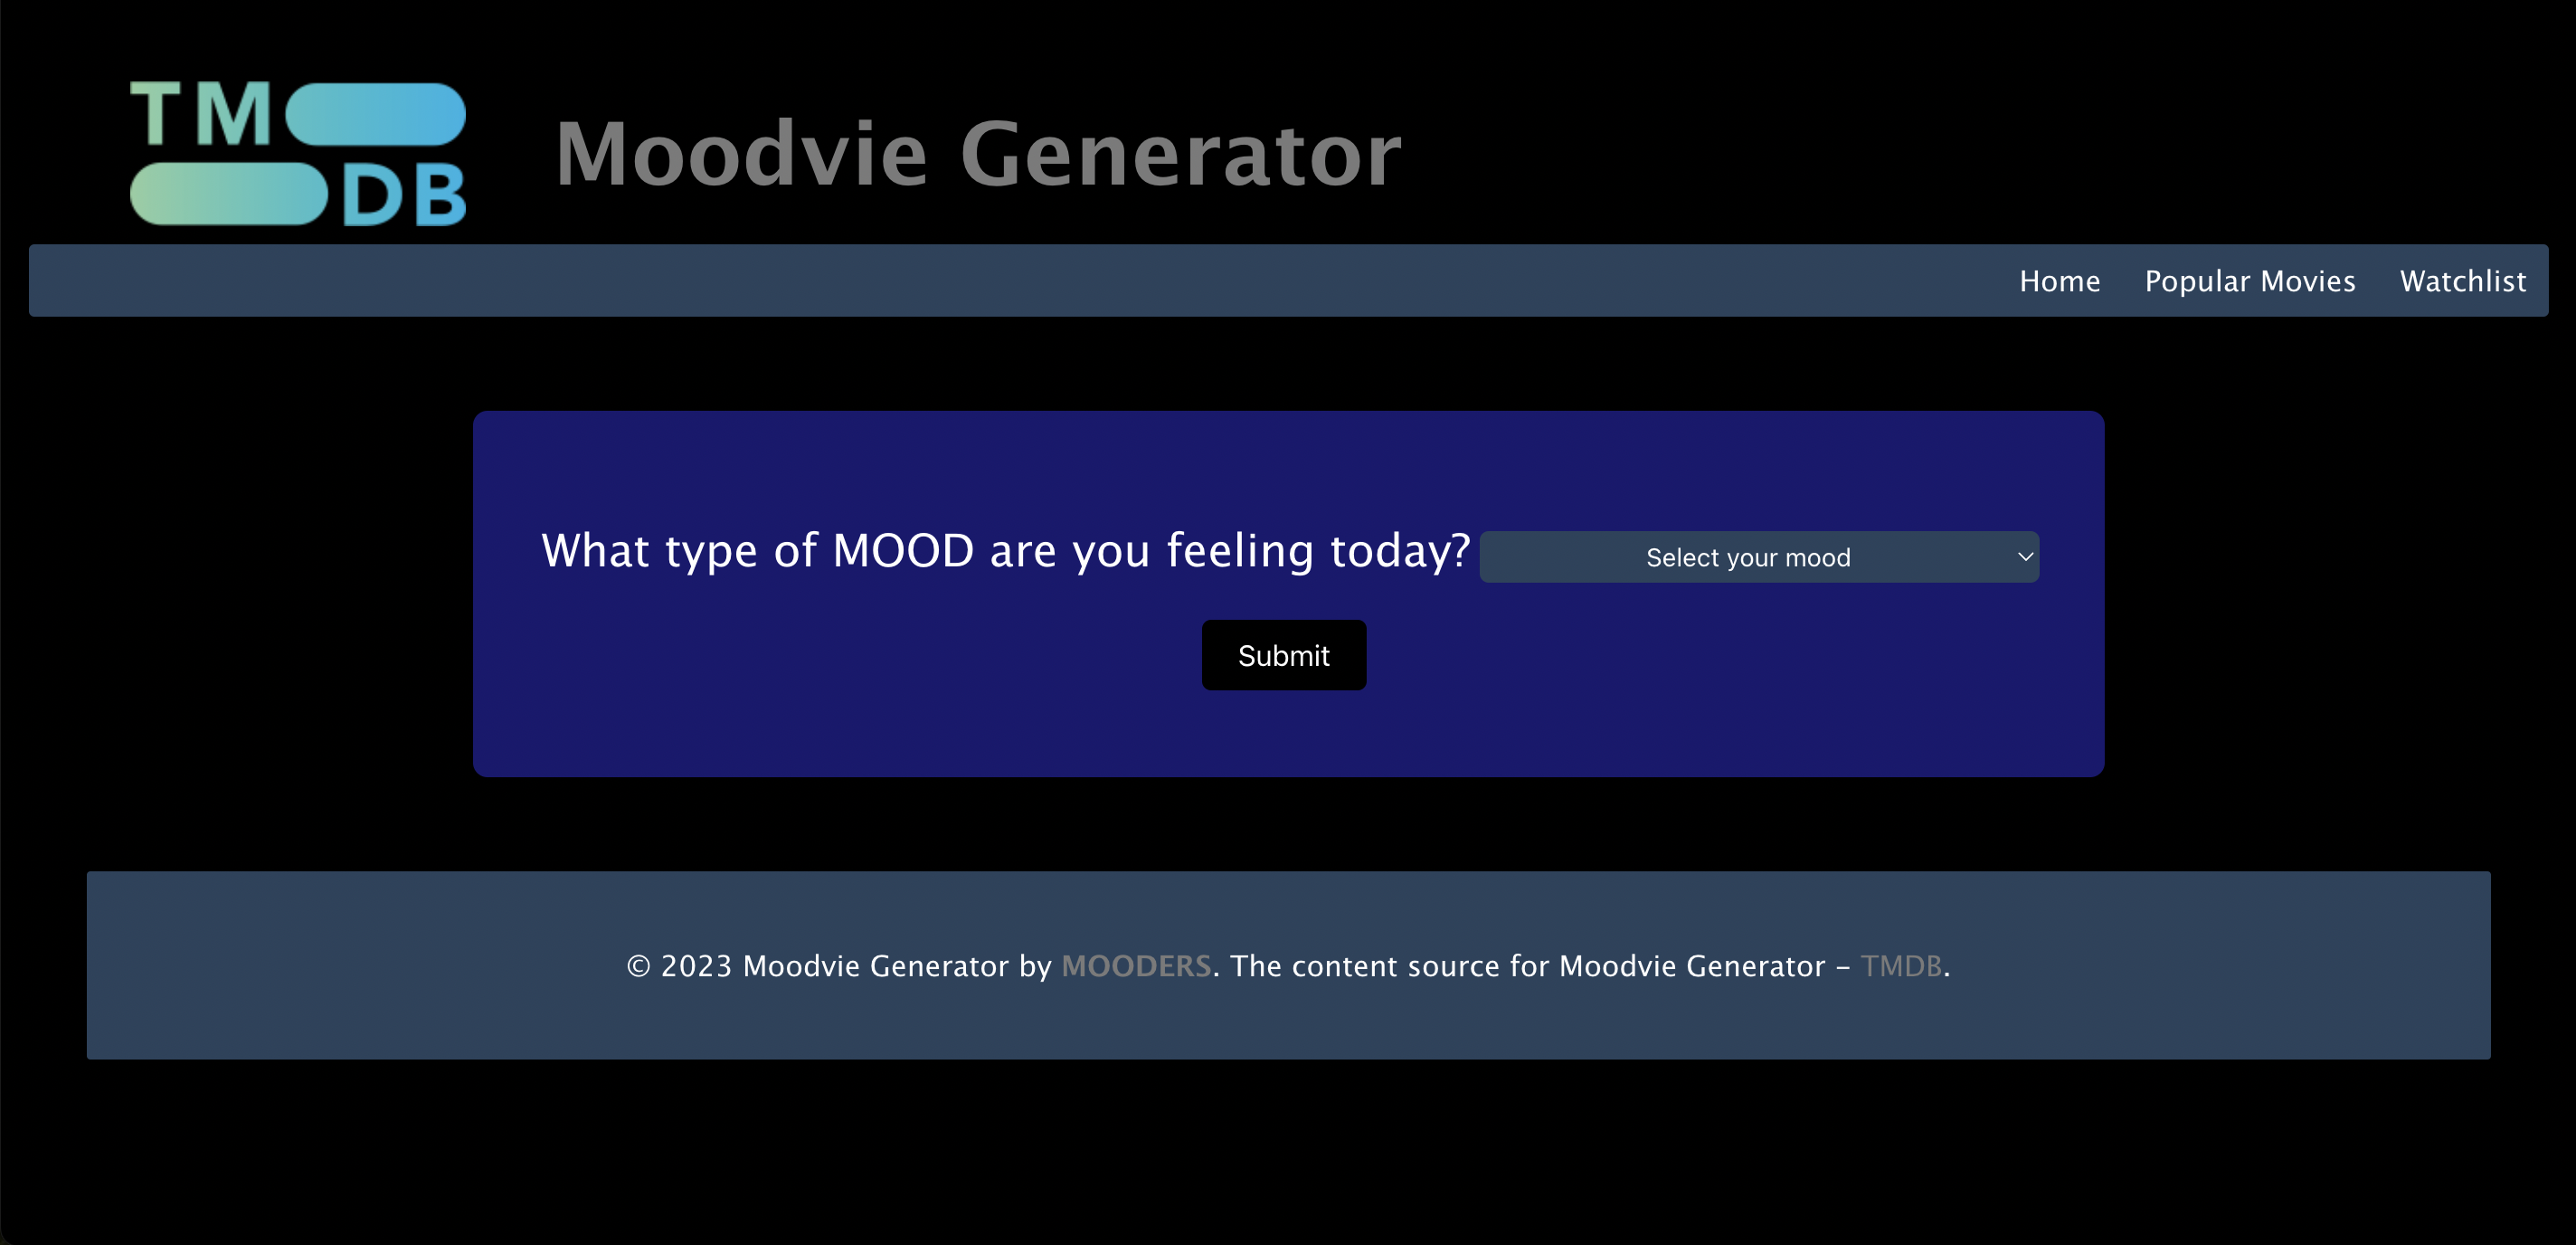 TM
DB
Moodvie Generator
Home Popular Movies Watchlist
What type of MOOD are you feeling today? Select your mood
Submit
© 2023 Moodvie Generator by MOODERS. The content source for Moodvie Generator – TMDB.